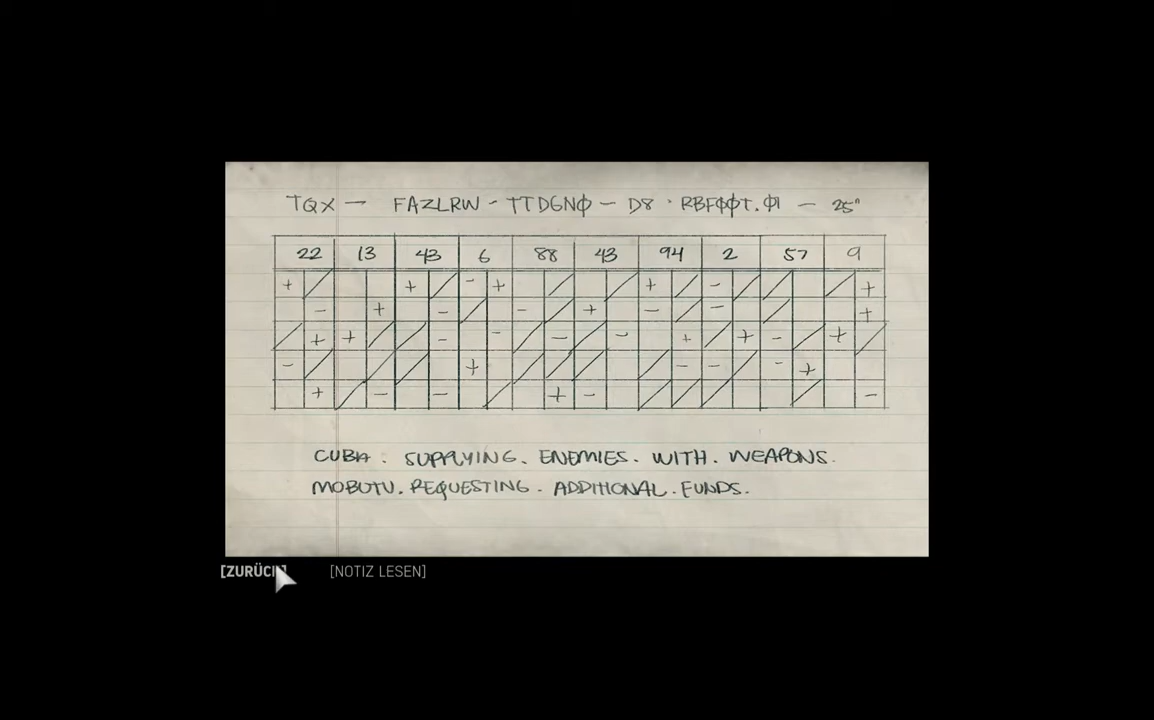 TQX → FAZLRW - TTDGNØ - D8 · RBFØØT.Ø1 - 25"
22 13 43 6 88 43 94 2 57 9
+ - + + - +
- + - - + - - +
+ + - - - - + + - +
- + - - - +
+ - - + - -
CUBA. SUPPLYING. ENEMIES. WITH. WEAPONS.
MOBUTU. REQUESTING. ADDITIONAL. FUNDS.
[ZURÜCK] [NOTIZ LESEN]